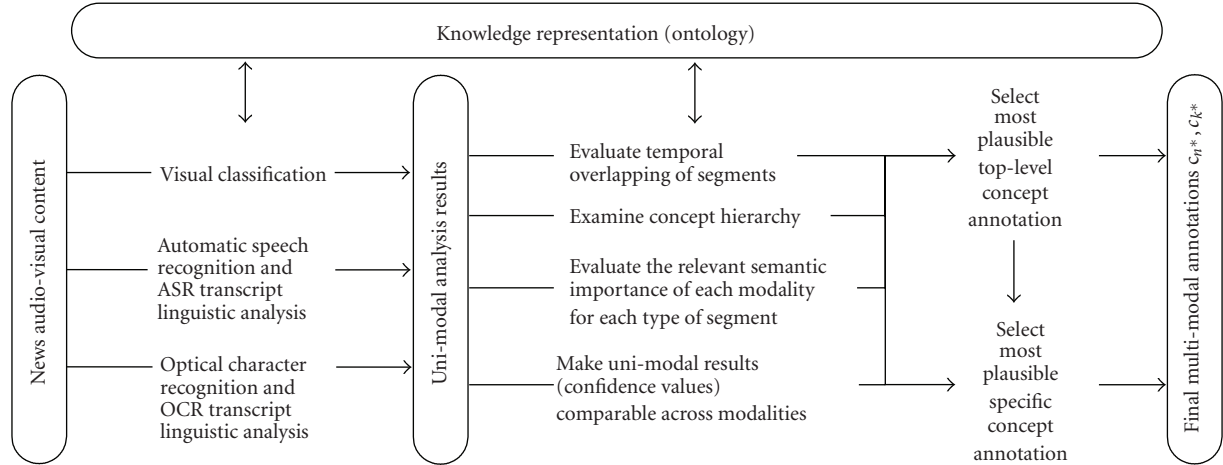 Knowledge representation (ontology)
News audio-visual content
Visual classification
Automatic speech
recognition and
ASR transcript
linguistic analysis
Optical character
recognition and
OCR transcript
linguistic analysis
Uni-modal analysis results
Evaluate temporal
overlapping of segments
Examine concept hierarchy
Evaluate the relevant semantic
importance of each modality
for each type of segment
Make uni-modal results
(confidence values)
comparable across modalities
Select
most
plausible
top-level
concept
annotation
Select
most
plausible
specific
concept
annotation
Final multi-modal annotations cₙ*, cₖ*